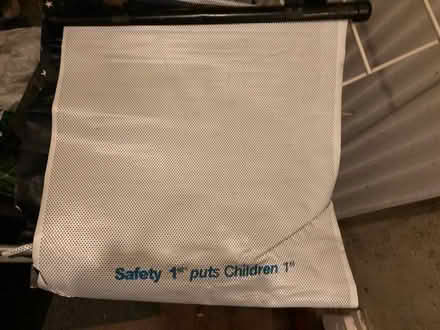 Safety 1st puts Children 1st